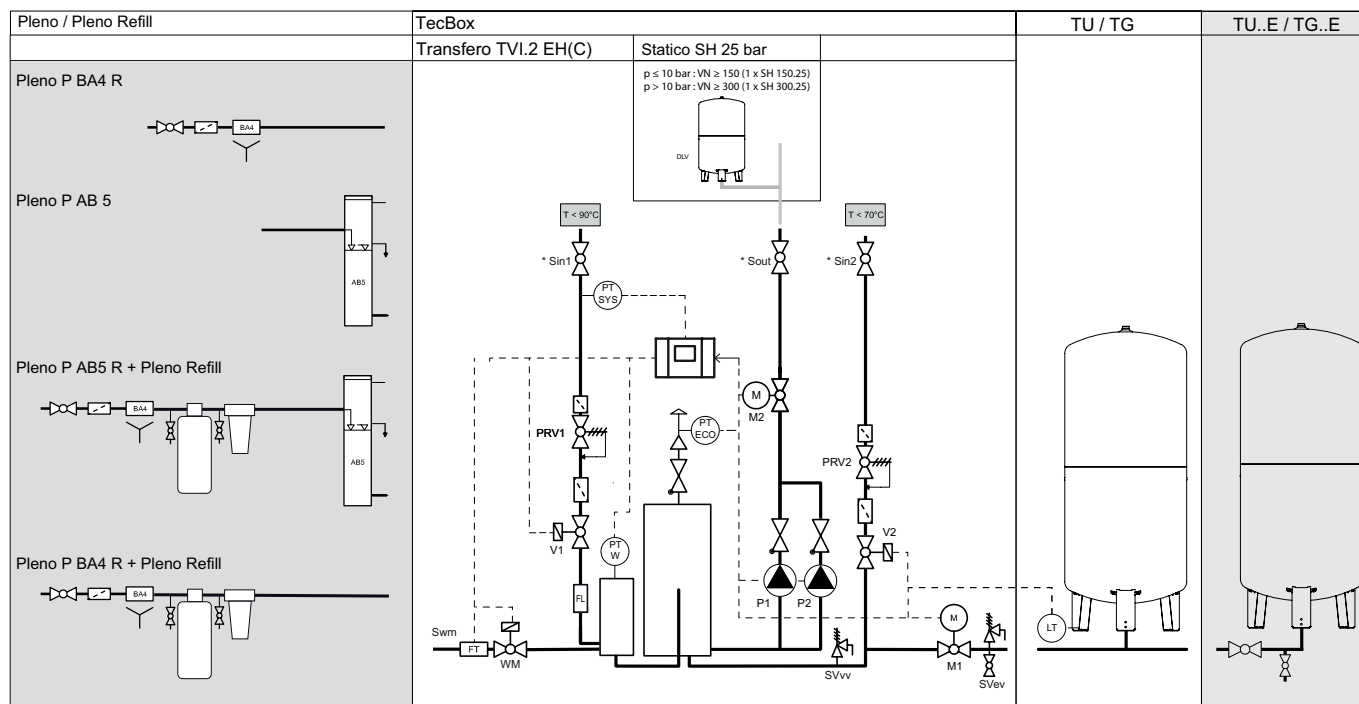 Pleno / Pleno Refill
TecBox
TU / TG
TU..E / TG..E
Transfero TVI.2 EH(C)
Statico SH 25 bar
p ≤ 10 bar : VN ≥ 150 (1 x SH 150.25)
p > 10 bar : VN ≥ 300 (1 x SH 300.25)
DLV
Pleno P BA4 R
BA4
Pleno P AB 5
AB5
Pleno P AB5 R + Pleno Refill
BA4
AB5
Pleno P BA4 R + Pleno Refill
BA4
T < 90°C
T < 70°C
* Sin1
* Sout
* Sin2
PT
SYS
M
M2
PT
ECO
PRV1
PRV2
V1
V2
PT
W
FL
P1
P2
Swm
FT
WM
SVvv
M
M1
SVev
LT